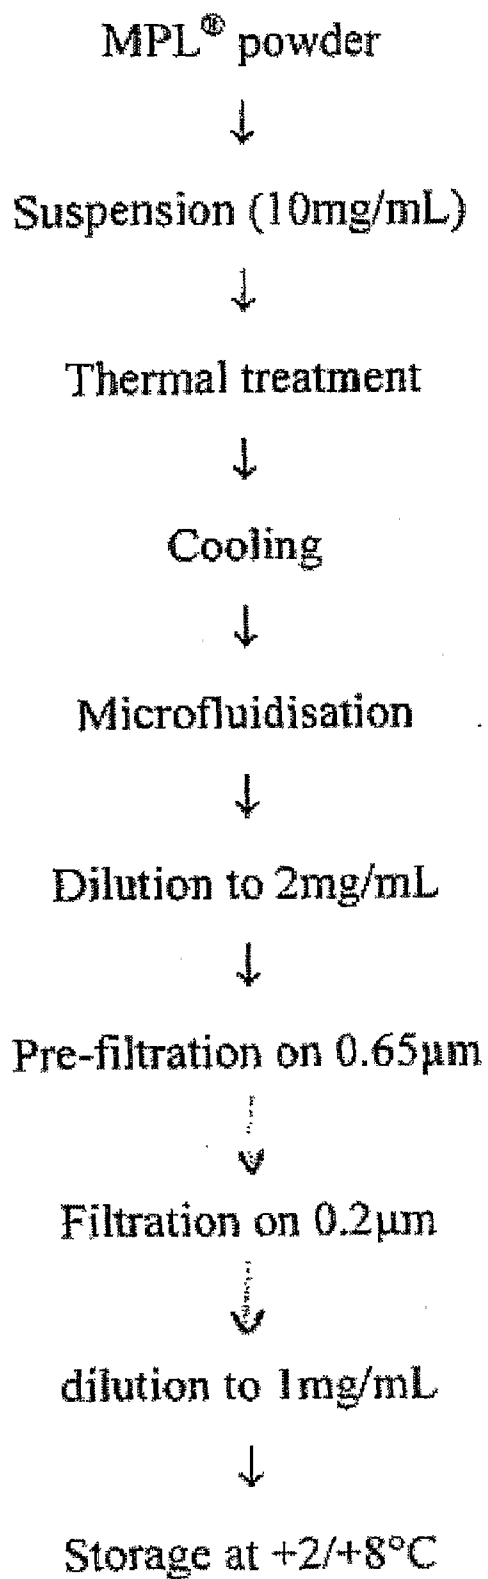 MPL® powder
↓
Suspension (10mg/mL)
↓
Thermal treatment
↓
Cooling
↓
Microfluidisation
↓
Dilution to 2mg/mL
↓
Pre-filtration on 0.65µm
↓
Filtration on 0.2µm
↓
dilution to 1mg/mL
↓
Storage at +2/+8°C